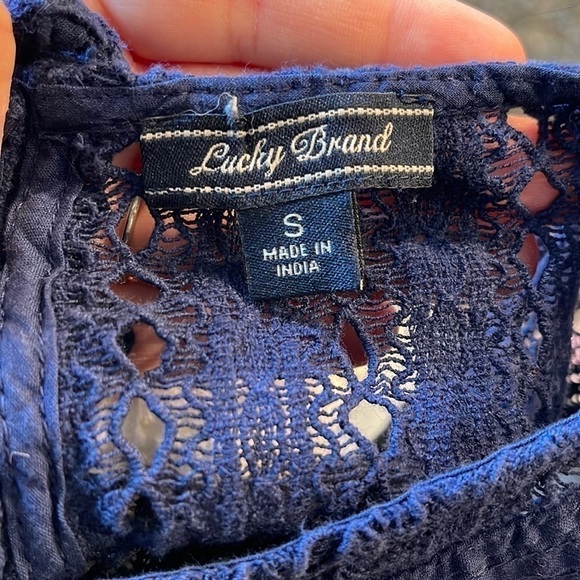 Lucky Brand
S
MADE IN
INDIA